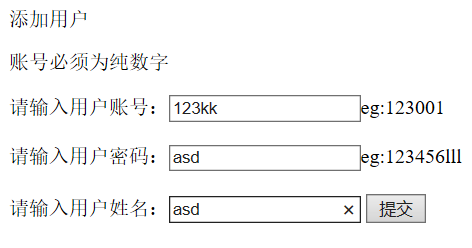 添加用户
账号必须为纯数字
请输入用户账号：123kk eg:123001
请输入用户密码：asd eg:123456lll
请输入用户姓名：asd × 提交